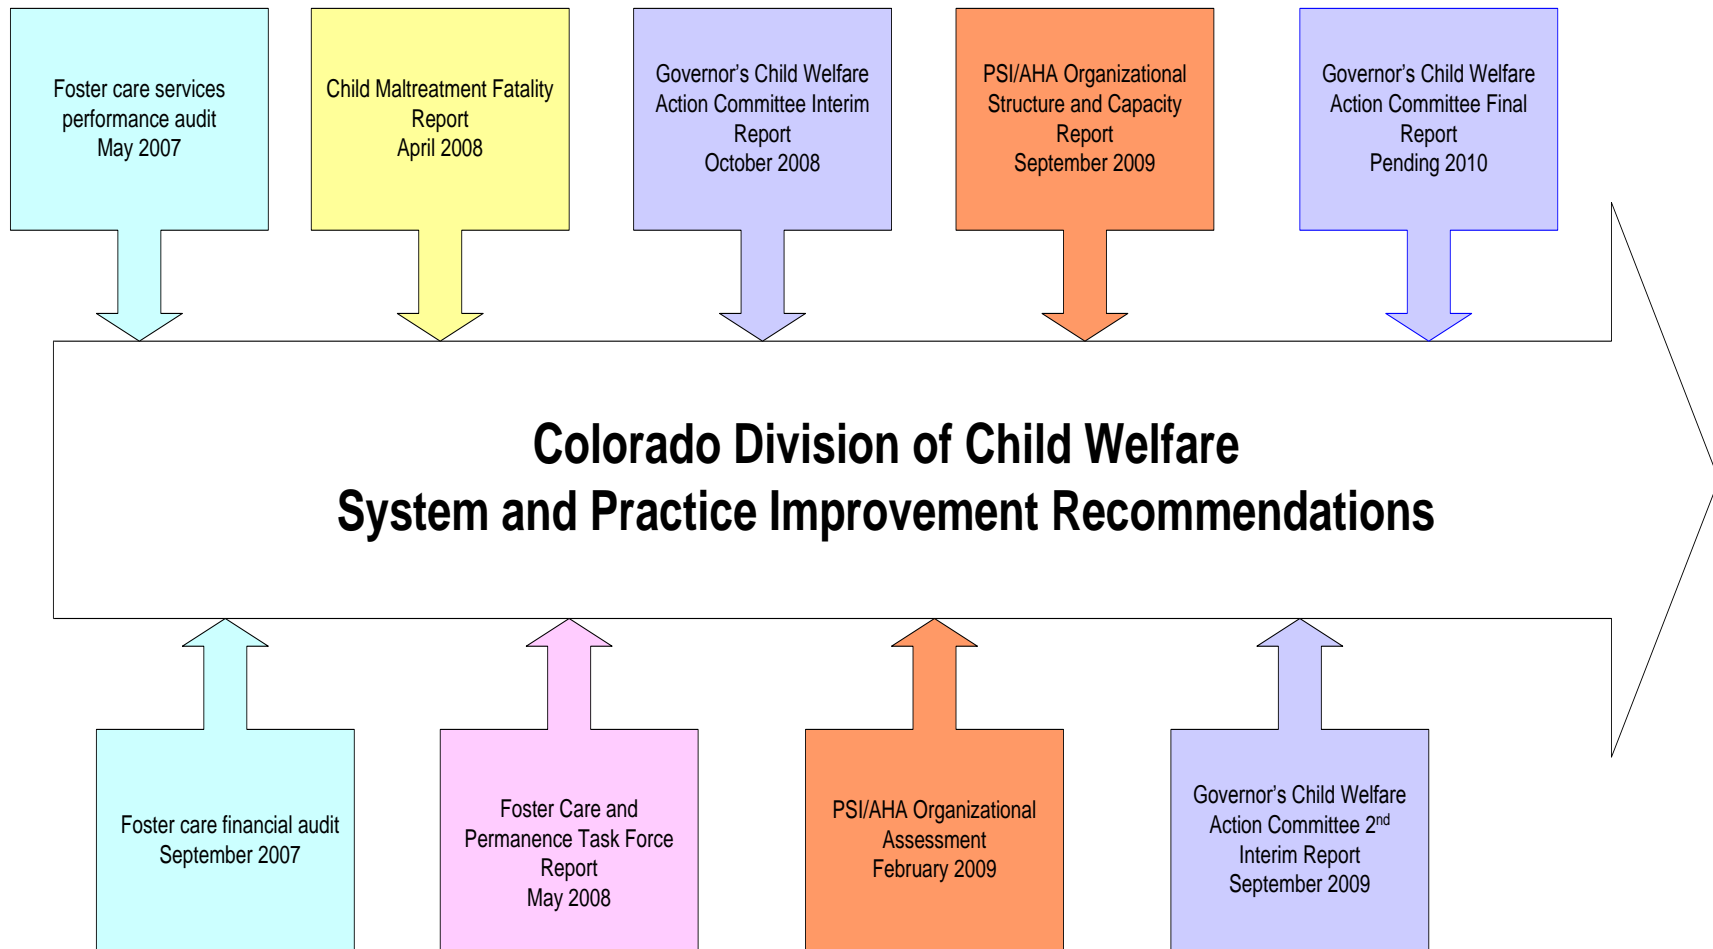 Foster care services
performance audit
May 2007
Child Maltreatment Fatality
Report
April 2008
Governor's Child Welfare
Action Committee Interim
Report
October 2008
PSI/AHA Organizational
Structure and Capacity
Report
September 2009
Governor's Child Welfare
Action Committee Final
Report
Pending 2010
Colorado Division of Child Welfare
System and Practice Improvement Recommendations
Foster care financial audit
September 2007
Foster Care and
Permanence Task Force
Report
May 2008
PSI/AHA Organizational
Assessment
February 2009
Governor's Child Welfare
Action Committee 2nd
Interim Report
September 2009